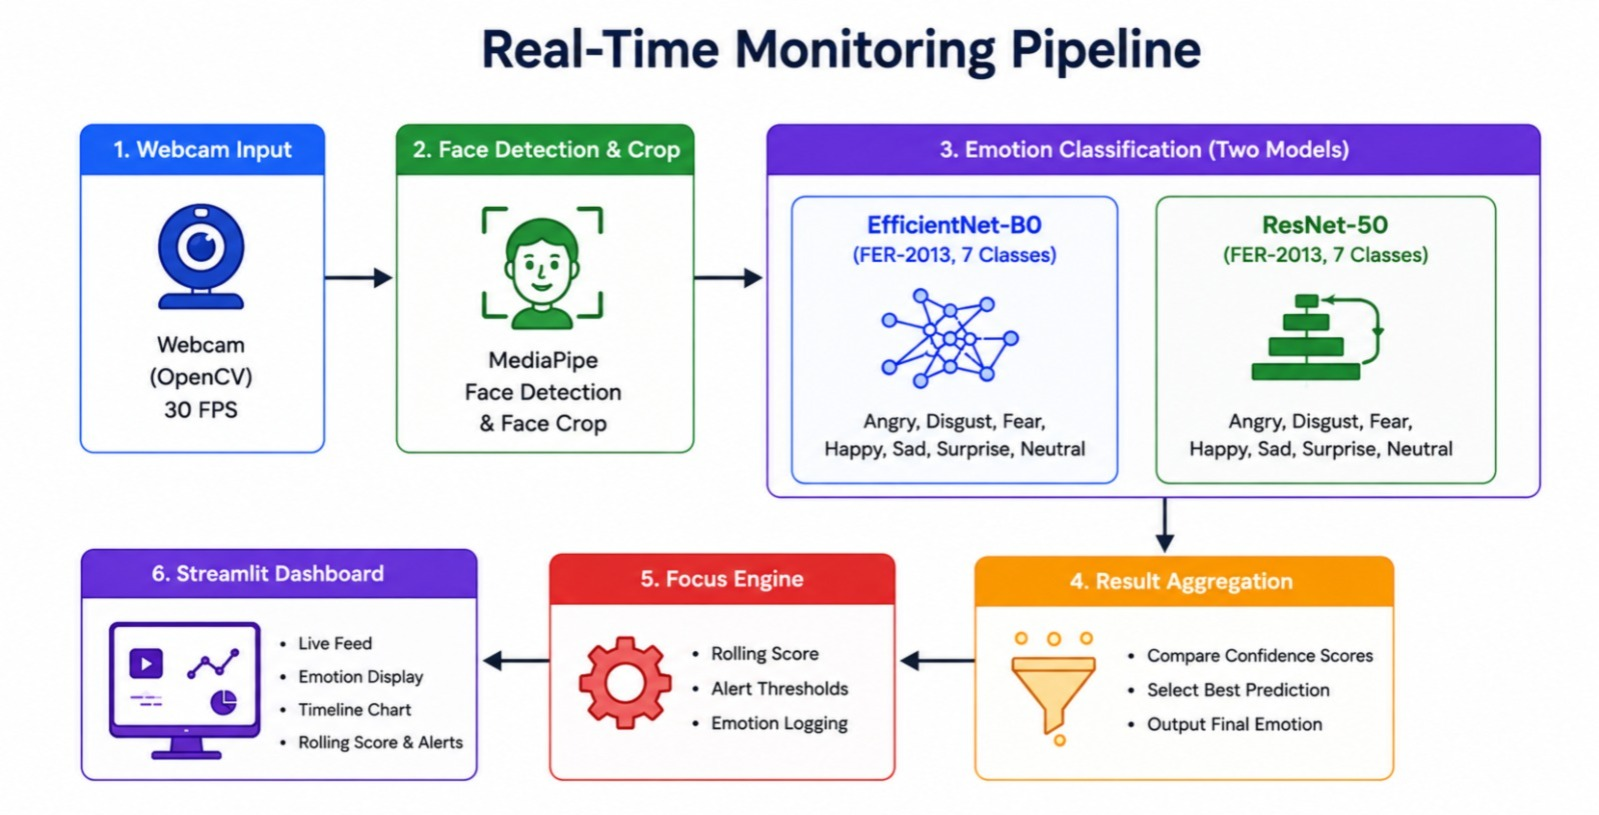 Real-Time Monitoring Pipeline
1. Webcam Input
Webcam
(OpenCV)
30 FPS
2. Face Detection & Crop
MediaPipe
Face Detection
& Face Crop
3. Emotion Classification (Two Models)
EfficientNet-B0
(FER-2013, 7 Classes)
Angry, Disgust, Fear,
Happy, Sad, Surprise, Neutral
ResNet-50
(FER-2013, 7 Classes)
Angry, Disgust, Fear,
Happy, Sad, Surprise, Neutral
4. Result Aggregation
• Compare Confidence Scores
• Select Best Prediction
• Output Final Emotion
5. Focus Engine
• Rolling Score
• Alert Thresholds
• Emotion Logging
6. Streamlit Dashboard
• Live Feed
• Emotion Display
• Timeline Chart
• Rolling Score & Alerts